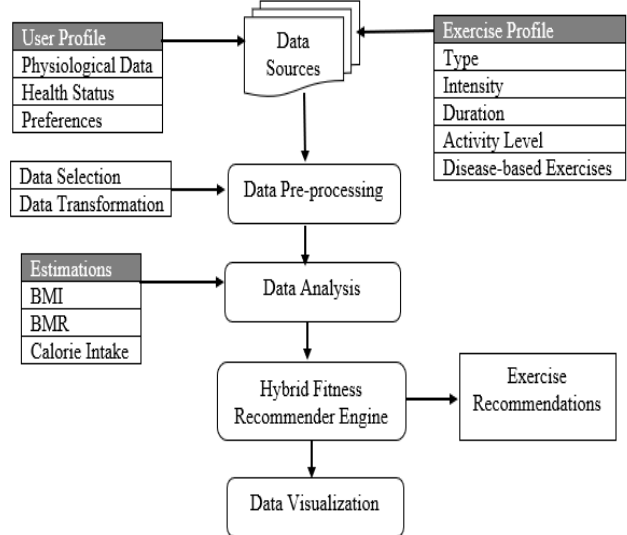 User Profile
Physiological Data
Health Status
Preferences
Data
Sources
Exercise Profile
Type
Intensity
Duration
Activity Level
Disease-based Exercises
Data Selection
Data Transformation
Data Pre-processing
Estimations
BMI
BMR
Calorie Intake
Data Analysis
Hybrid Fitness
Recommender Engine
Exercise
Recommendations
Data Visualization